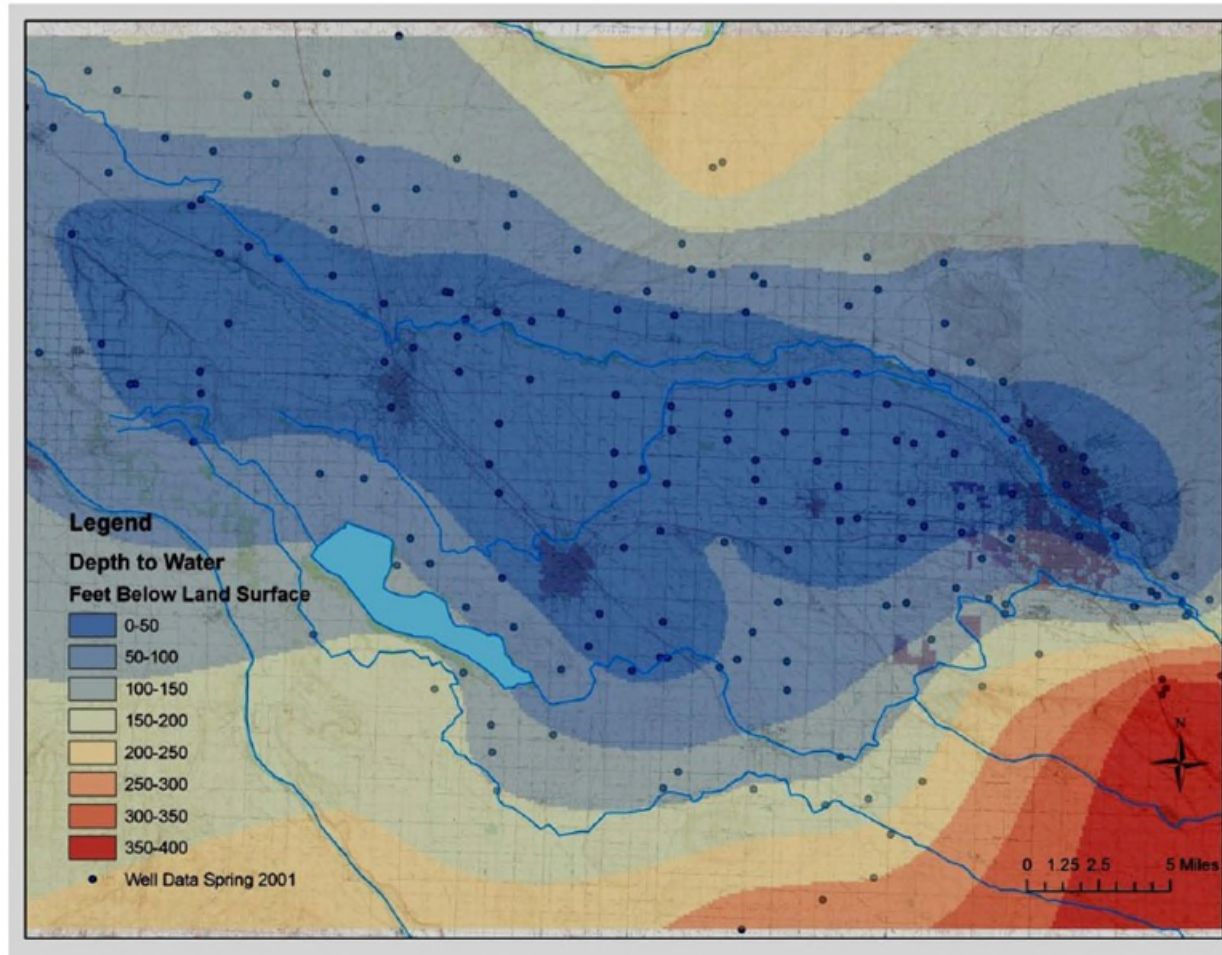 Legend
Depth to Water
Feet Below Land Surface
0-50
50-100
100-150
150-200
200-250
250-300
300-350
350-400
Well Data Spring 2001
N
0 1.25 2.5 5 Miles